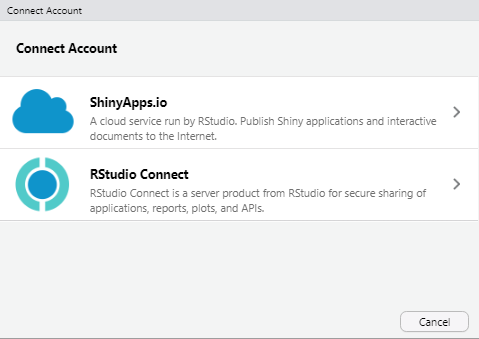 Connect Account
Connect Account
ShinyApps.io
A cloud service run by RStudio. Publish Shiny applications and interactive
documents to the Internet.
RStudio Connect
RStudio Connect is a server product from RStudio for secure sharing of
applications, reports, plots, and APIs.
Cancel